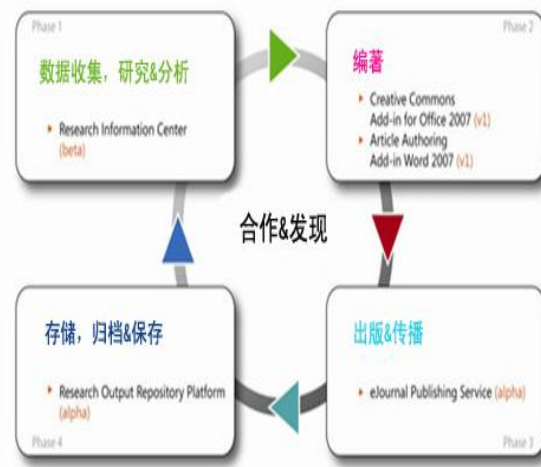 Phase 1
数据收集，研究&分析
Research Information Center
(beta)
Phase 2
编著
Creative Commons
Add-in for Office 2007 (v1)
Article Authoring
Add-in Word 2007 (v1)
合作&发现
存储，归档&保存
Research Output Repository Platform
(alpha)
Phase 4
出版&传播
eJournal Publishing Service (alpha)
Phase 3